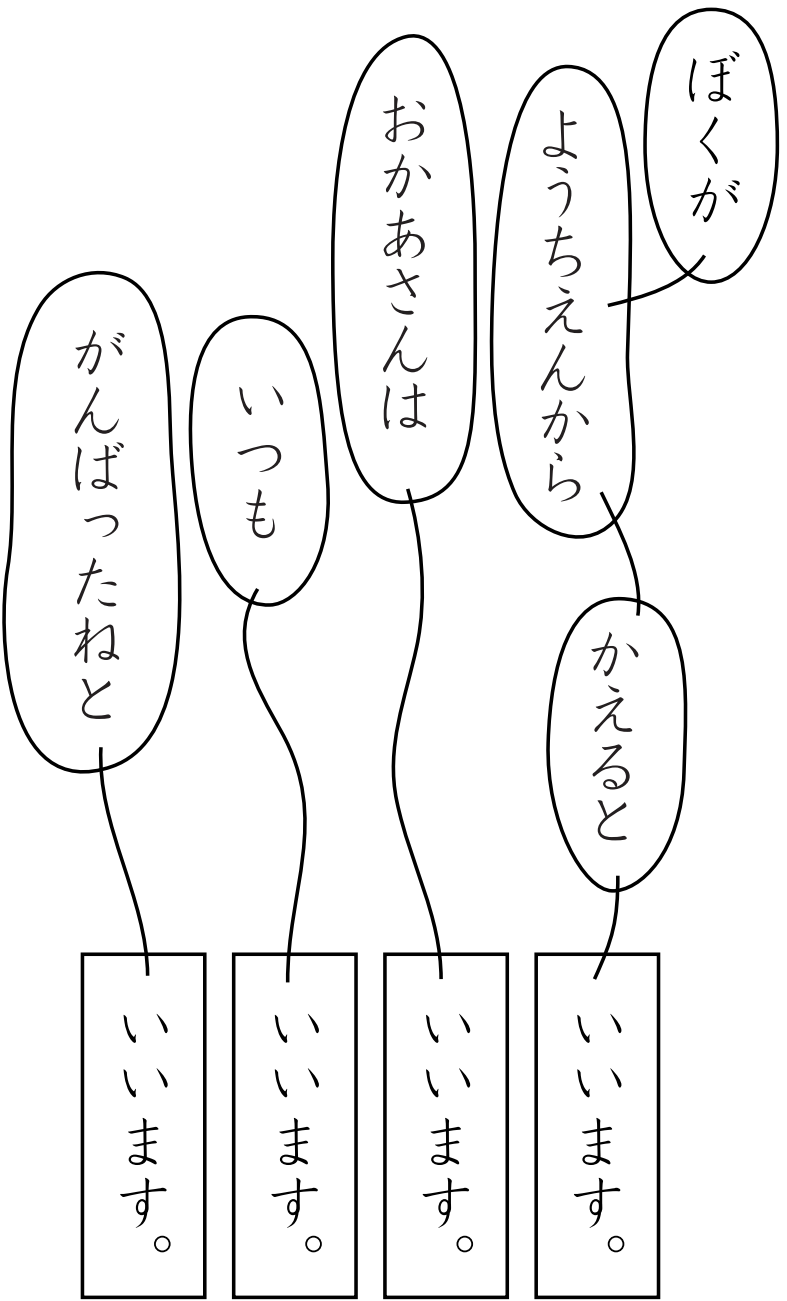 ぼくが
ようちえんから
かえると
いいます。
おかあさんは
いいます。
いつも
いいます。
がんばったねと
いいます。